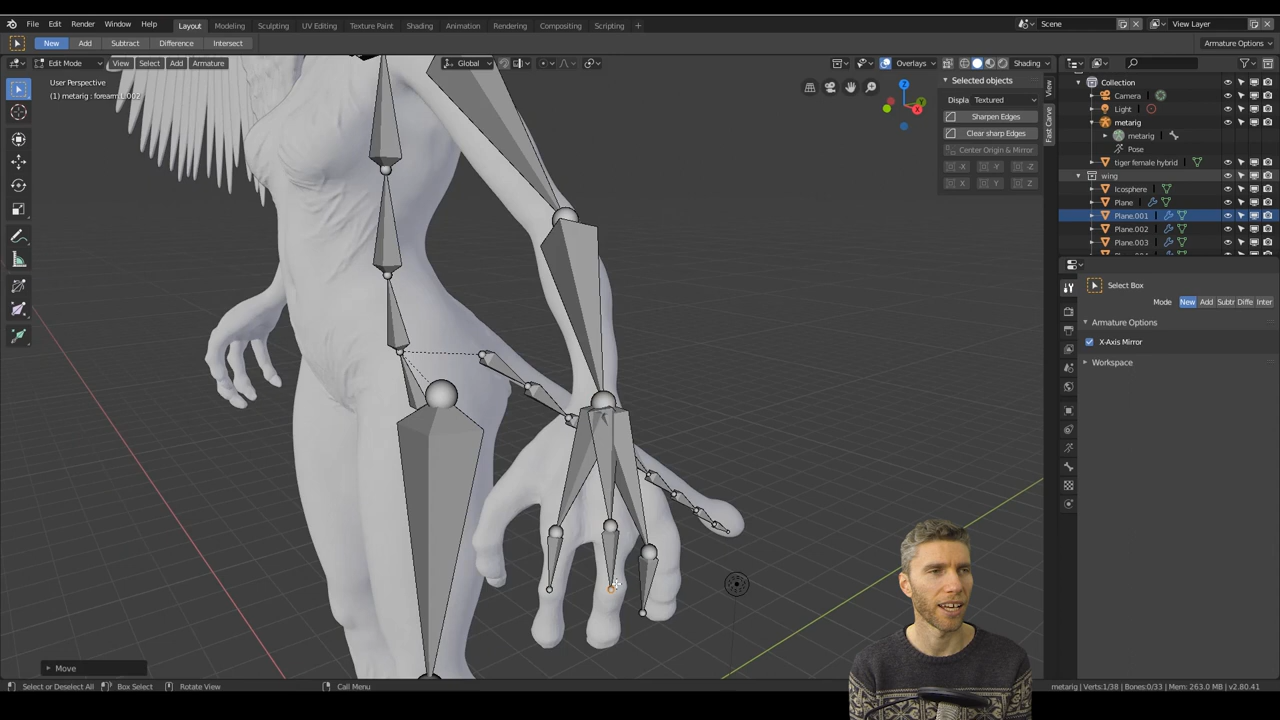 File Edit Render Window Help Layout Modeling Sculpting UV Editing Texture Paint Shading Animation Rendering Compositing Scripting + Scene View Layer
New Add Subtract Difference Intersect Armature Options
Edit Mode View Select Add Armature Global Overlays Shading
User Perspective
(1) metarig : forearm.L.002
Selected objects
Displa Textured
Sharpen Edges
Clear sharp Edges
Center Origin & Mirror
-X -Y -Z
X Y Z
View
Fast Carve
Collection
Camera
Light
metarig
metarig
Pose
tiger female hybrid
wing
Icosphere
Plane
Plane.001
Plane.002
Plane.003
Select Box
Mode New Add Subtr Diffe Inter
Armature Options
X-Axis Mirror
Workspace
Move
Select or Deselect All Box Select Rotate View Call Menu metarig | Verts:1/38 | Bones:0/33 | Mem: 263.0 MB | v2.80.41